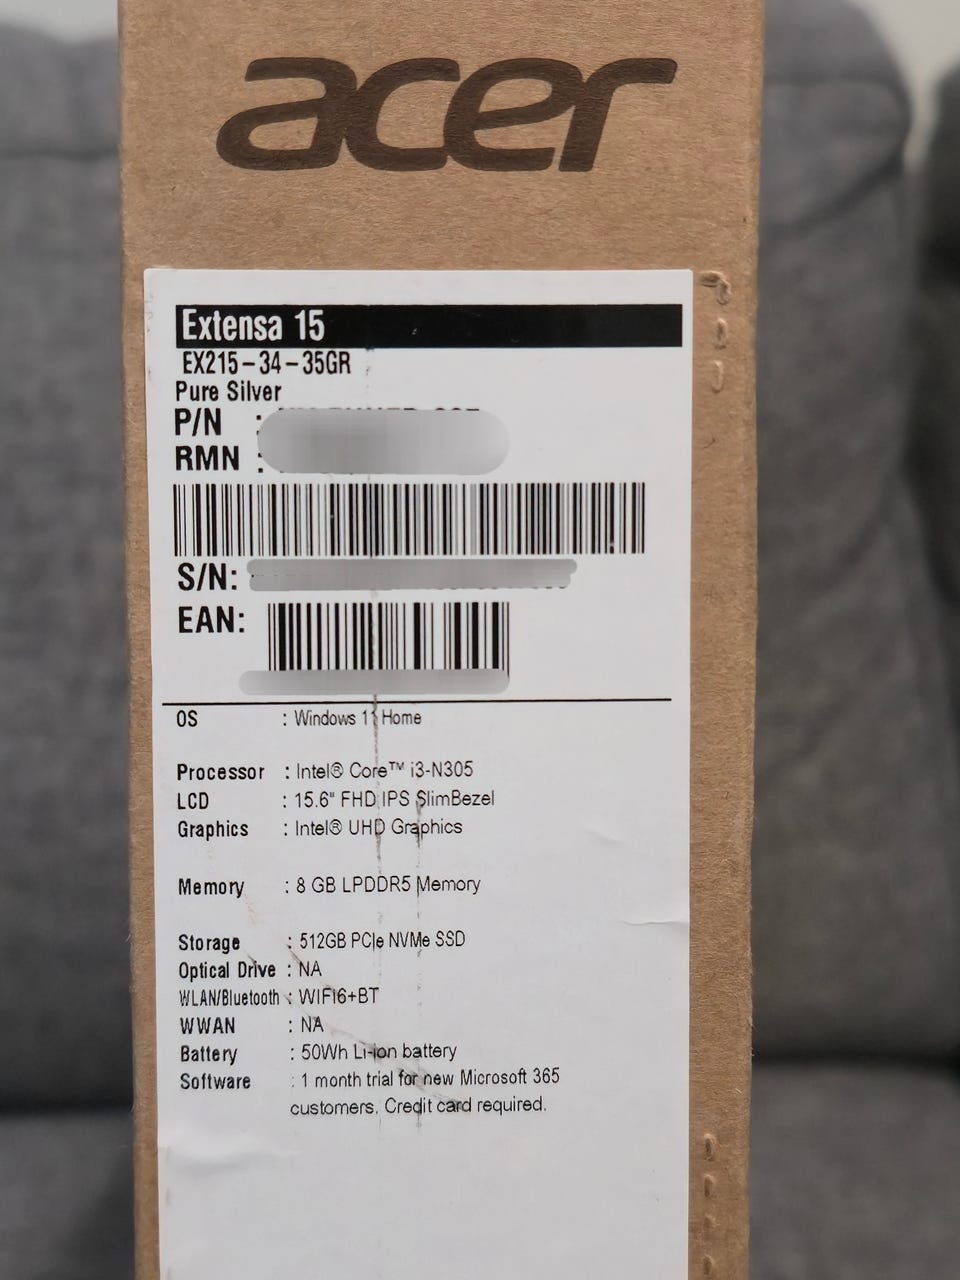 acer
Extensa 15
EX215-34-35GR
Pure Silver
P/N :
RMN :
S/N:
EAN:
OS : Windows 11 Home
Processor : Intel® Core™ i3-N305
LCD : 15.6" FHD IPS SlimBezel
Graphics : Intel® UHD Graphics
Memory : 8 GB LPDDR5 Memory
Storage : 512GB PCIe NVMe SSD
Optical Drive : NA
WLAN/Bluetooth : WIFI6+BT
WWAN : NA
Battery : 50Wh Li-ion battery
Software : 1 month trial for new Microsoft 365
customers. Credit card required.